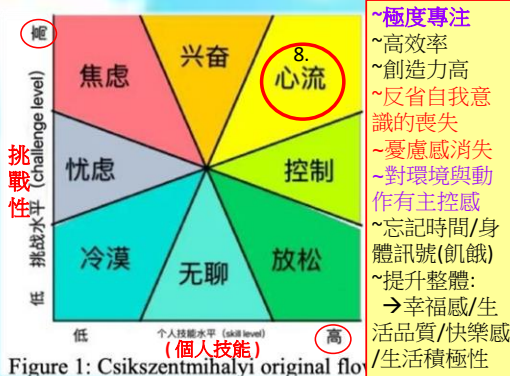 高
挑战水平 (challenge level)
低
挑
戰
性
焦虑
兴奋
8.
心流
忧虑
控制
冷漠
无聊
放松
低
个人技能水平 (skill level)
高
(個人技能)
Figure 1: Csikszentmihalyi original flo
~極度專注
~高效率
~創造力高
~反省自我意
識的喪失
~憂慮感消失
~對環境與動
作有主控感
~忘記時間/身
體訊號(飢餓)
~提升整體:
→幸福感/生
活品質/快樂感
/生活積極性